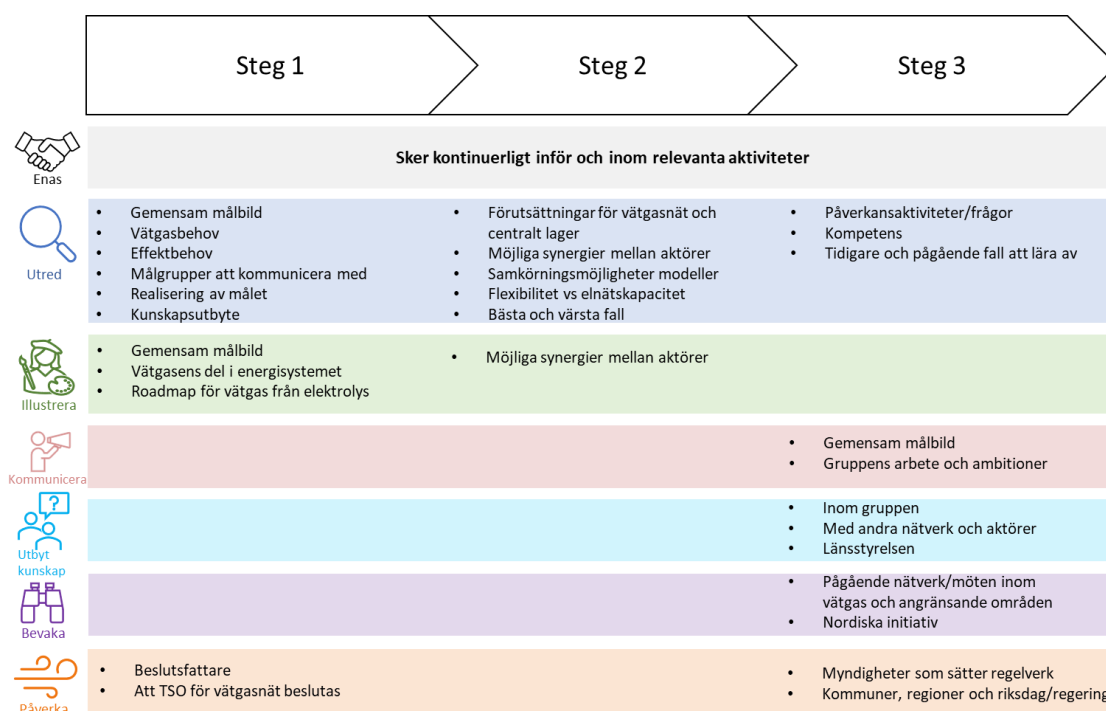 Steg 1
Steg 2
Steg 3
Enas
Sker kontinuerligt inför och inom relevanta aktiviteter
Utred
• Gemensam målbild
• Vätgasbehov
• Effektbehov
• Målgrupper att kommunicera med
• Realisering av målet
• Kunskapsutbyte
• Förutsättningar för vätgasnät och
centralt lager
• Möjliga synergier mellan aktörer
• Samkörningsmöjligheter modeller
• Flexibilitet vs elnätskapacitet
• Bästa och värsta fall
• Påverkansaktiviteter/frågor
• Kompetens
• Tidigare och pågående fall att lära av
Illustrera
• Gemensam målbild
• Vätgasens del i energisystemet
• Roadmap för vätgas från elektrolys
• Möjliga synergier mellan aktörer
Kommunicera
• Gemensam målbild
• Gruppens arbete och ambitioner
?
Utbyt
kunskap
• Inom gruppen
• Med andra nätverk och aktörer
• Länsstyrelsen
Bevaka
• Pågående nätverk/möten inom
vätgas och angränsande områden
• Nordiska initiativ
Påverka
• Beslutsfattare
• Att TSO för vätgasnät beslutas
• Myndigheter som sätter regelverk
• Kommuner, regioner och riksdag/regering